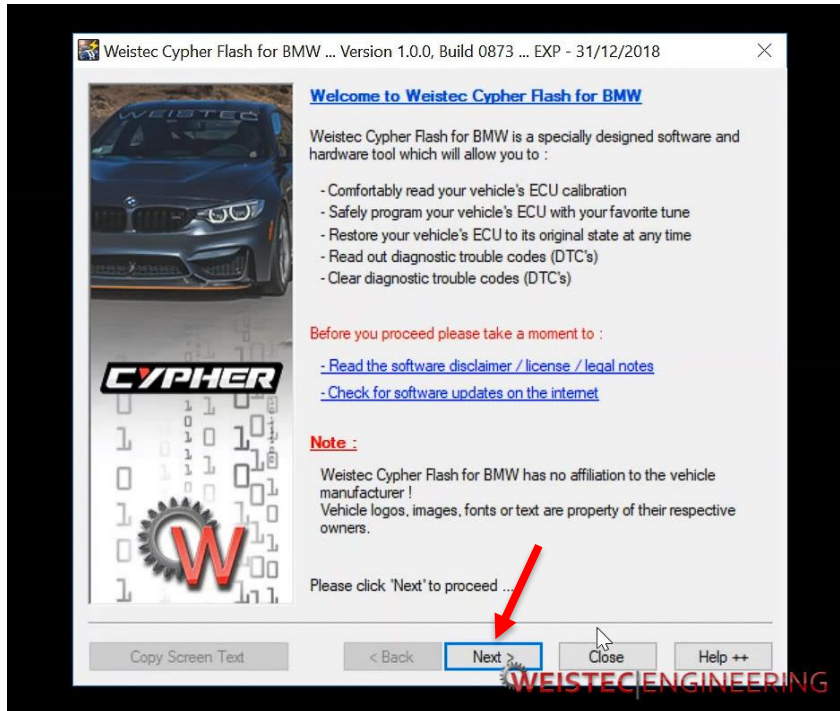 Weistec Cypher Flash for BMW ... Version 1.0.0, Build 0873 ... EXP - 31/12/2018
WEISTEC
Welcome to Weistec Cypher Flash for BMW
Weistec Cypher Flash for BMW is a specially designed software and
hardware tool which will allow you to :
- Comfortably read your vehicle's ECU calibration
- Safely program your vehicle's ECU with your favorite tune
- Restore your vehicle's ECU to its original state at any time
- Read out diagnostic trouble codes (DTC's)
- Clear diagnostic trouble codes (DTC's)
Before you proceed please take a moment to :
- Read the software disclaimer / license / legal notes
- Check for software updates on the internet
CYPHER
Note :
Weistec Cypher Flash for BMW has no affiliation to the vehicle
manufacturer !
Vehicle logos, images, fonts or text are property of their respective
owners.
W
Please click 'Next' to proceed ...
Copy Screen Text
< Back
Next >
Close
Help ++
WEISTEC ENGINEERING